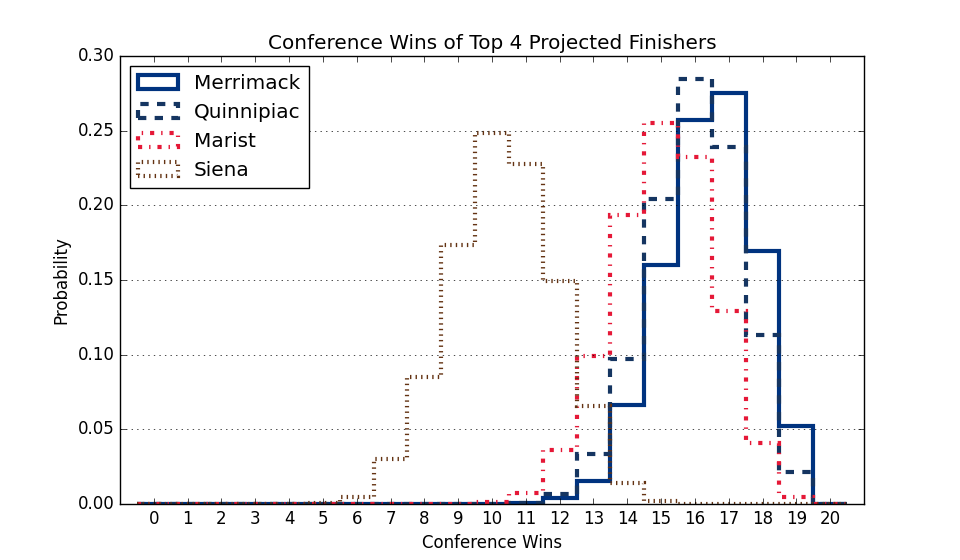 Conference Wins of Top 4 Projected Finishers
0.30
0.25
0.20
0.15
0.10
0.05
0.00
Probability
Merrimack
Quinnipiac
Marist
Siena
0 1 2 3 4 5 6 7 8 9 10 11 12 13 14 15 16 17 18 19 20
Conference Wins